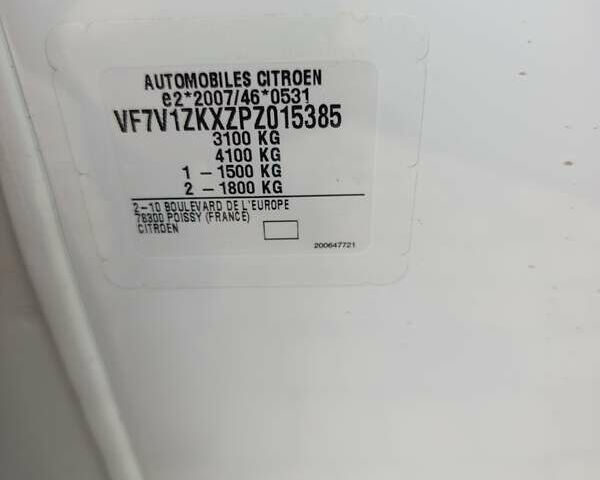 AUTOMOBILES CITROEN
e2*2007/46*0531
VF7V1ZKXZPZ015385
3100 KG
4100 KG
1 - 1500 KG
2 - 1800 KG
2-10 BOULEVARD DE L'EUROPE
78300 POISSY (FRANCE)
CITROEN
200647721